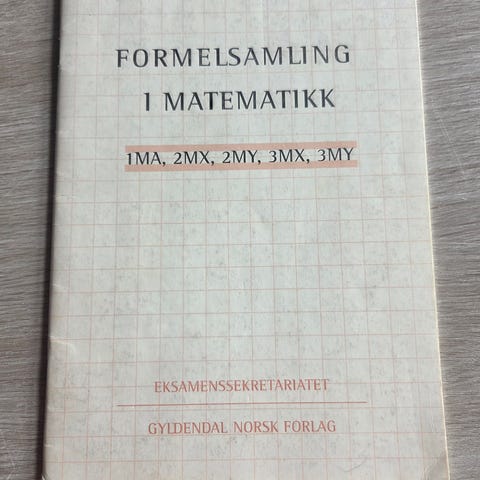 FORMELSAMLING
I MATEMATIKK
1MA, 2MX, 2MY, 3MX, 3MY
EKSAMENSSEKRETARIATET
GYLDENDAL NORSK FORLAG